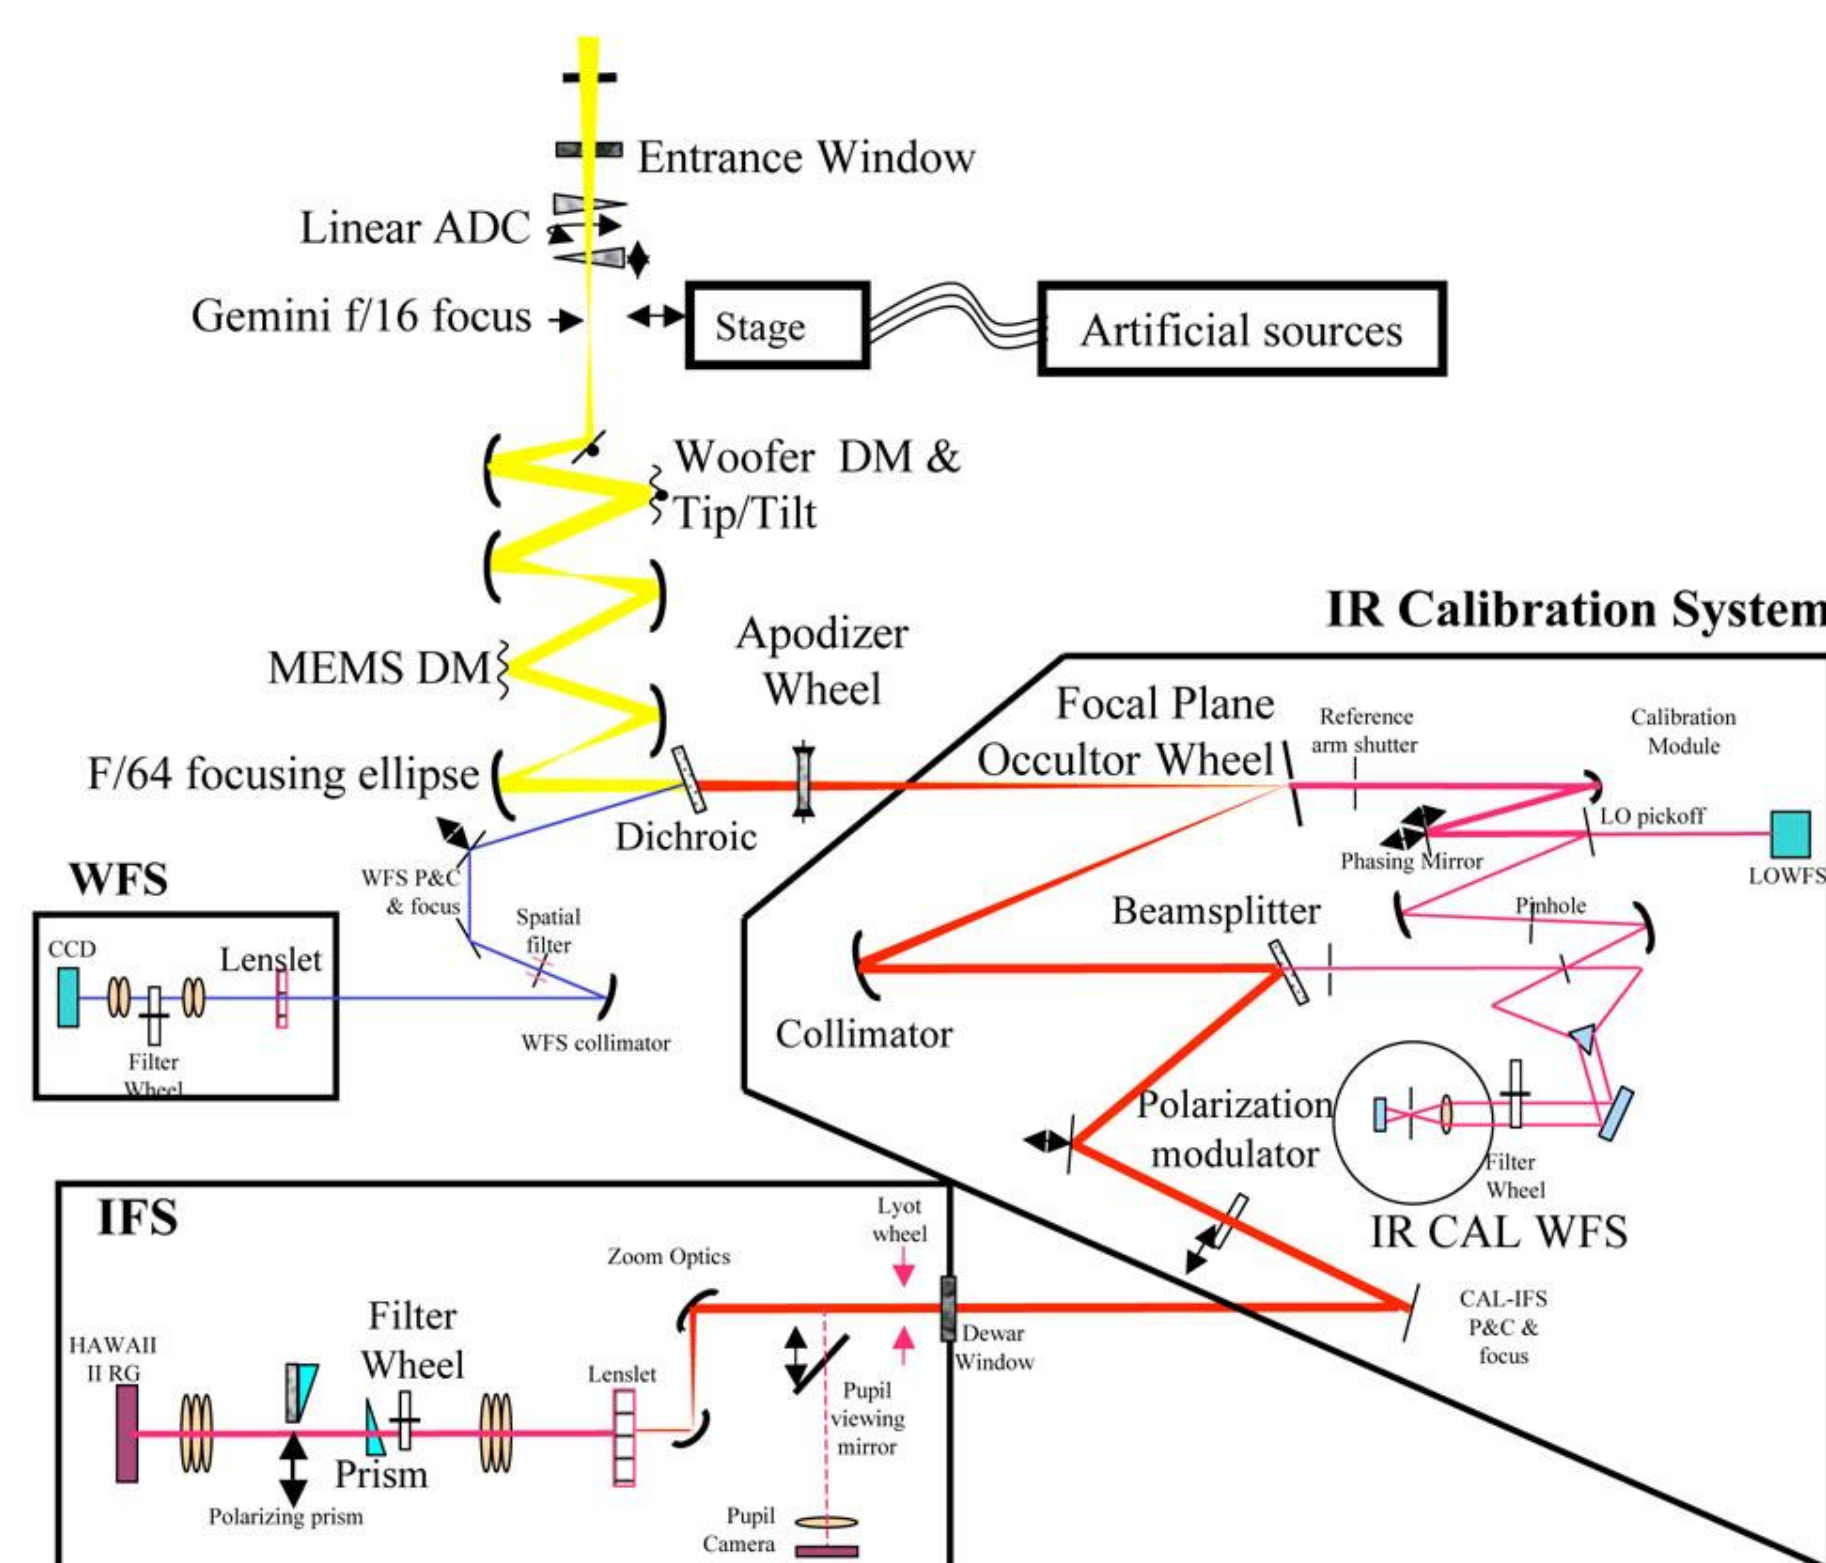 Entrance Window
Linear ADC
Gemini f/16 focus
Stage
Artificial sources
Woofer DM &
Tip/Tilt
IR Calibration System
Apodizer
Wheel
MEMS DM
Focal Plane
Occultor Wheel
Reference
arm shutter
Calibration
Module
F/64 focusing ellipse
Dichroic
LO pickoff
Phasing Mirror
LOWFS
WFS
WFS P&C
& focus
Spatial
filter
Beamsplitter
Pinhole
CCD
Lenslet
Filter
Wheel
WFS collimator
Collimator
Polarization
modulator
Filter
Wheel
IR CAL WFS
IFS
Lyot
wheel
Zoom Optics
CAL-IFS
P&C &
focus
Dewar
Window
Filter
Wheel
HAWAII
II RG
Lenslet
Pupil
viewing
mirror
Prism
Polarizing prism
Pupil
Camera